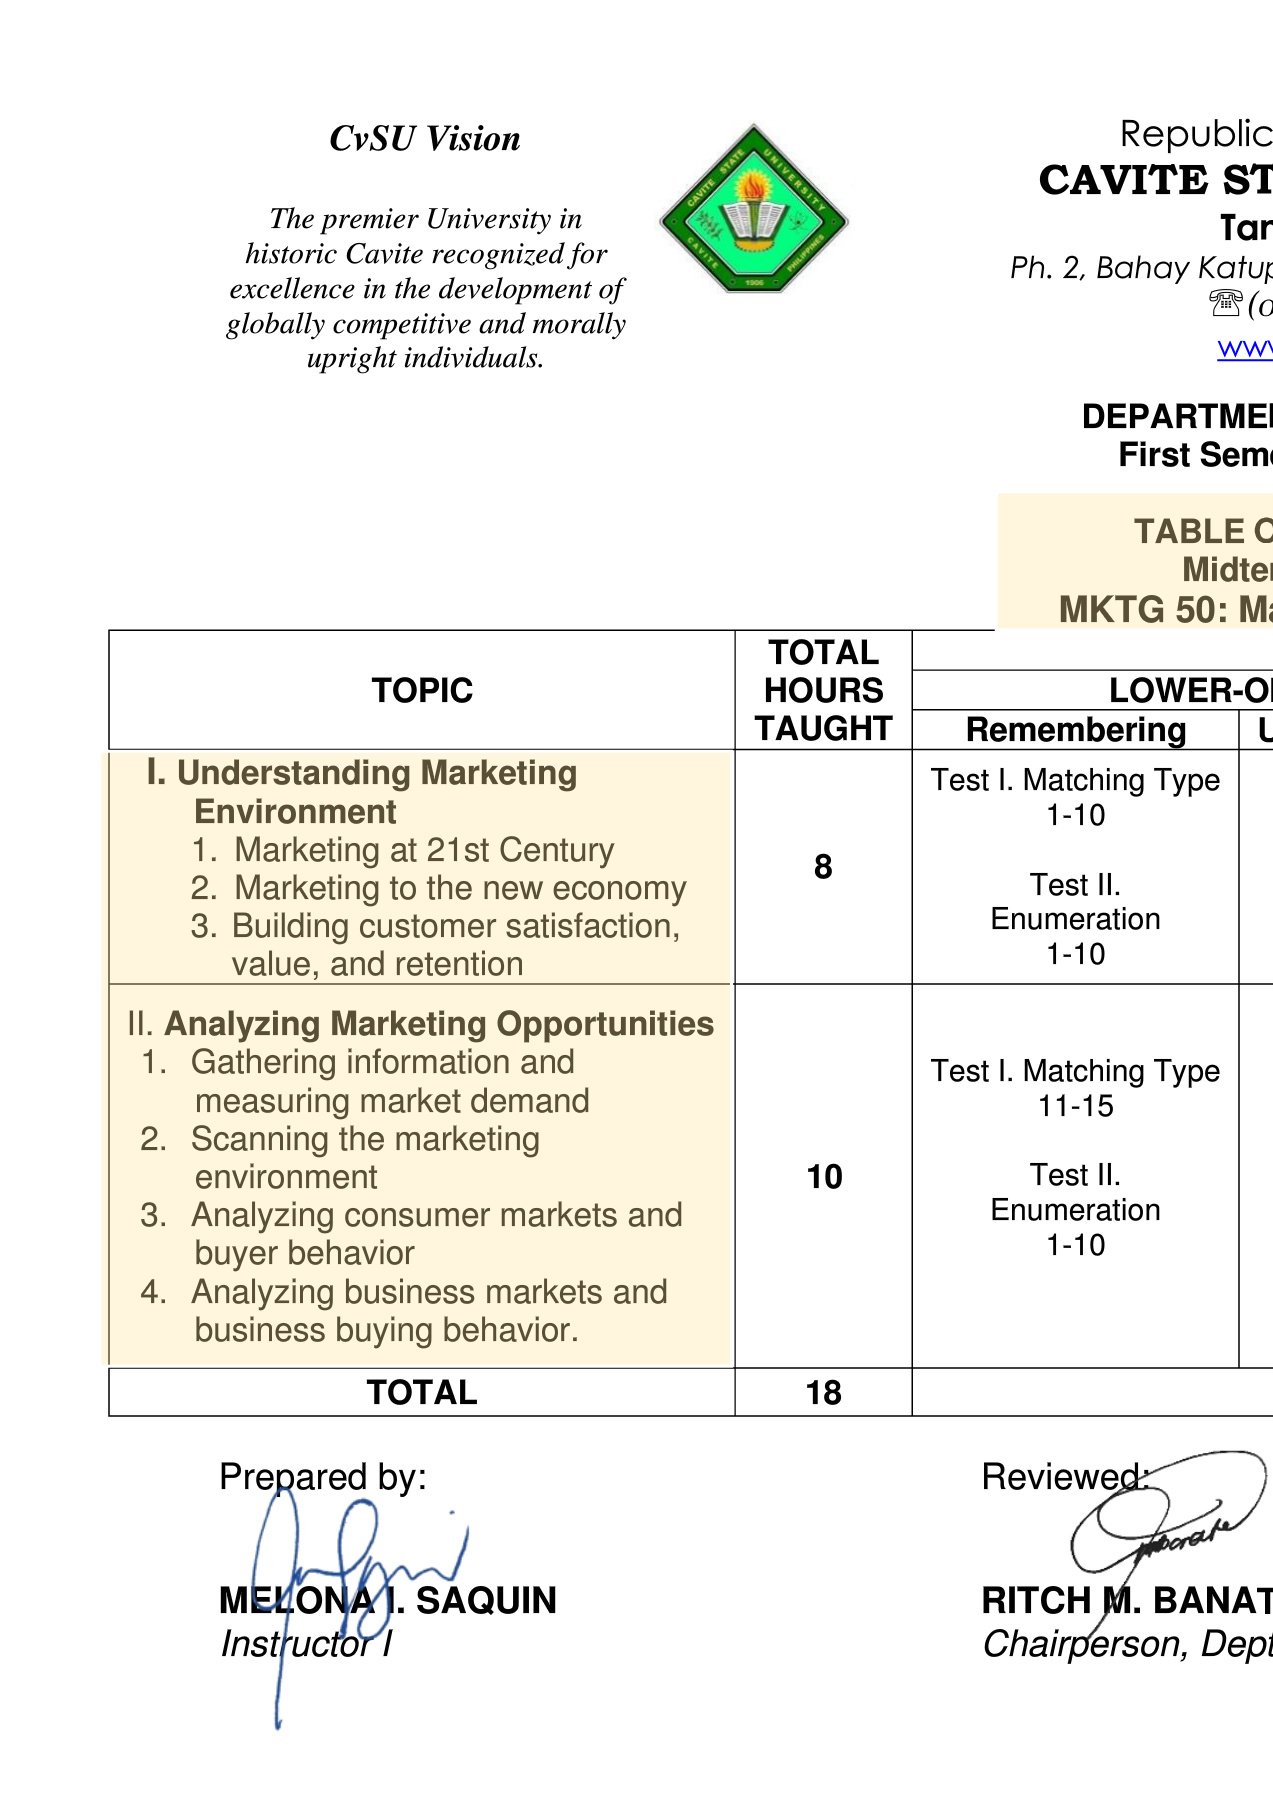 CvSU Vision
The premier University in
historic Cavite recognized for
excellence in the development of
globally competitive and morally
upright individuals.
CAVITE STATE UNIVERSITY
CAVITE PHILIPPINES
1906
Republic
CAVITE ST
Tan
Ph. 2, Bahay Katup
☏(o
www
DEPARTMEN
First Seme
TABLE O
Midter
MKTG 50: Ma
TOPIC
TOTAL
HOURS
TAUGHT
LOWER-O
Remembering
U
I. Understanding Marketing
Environment
1. Marketing at 21st Century
2. Marketing to the new economy
3. Building customer satisfaction,
value, and retention
8
Test I. Matching Type
1-10
Test II.
Enumeration
1-10
II. Analyzing Marketing Opportunities
1. Gathering information and
measuring market demand
2. Scanning the marketing
environment
3. Analyzing consumer markets and
buyer behavior
4. Analyzing business markets and
business buying behavior.
10
Test I. Matching Type
11-15
Test II.
Enumeration
1-10
TOTAL
18
Prepared by:
MELONA I. SAQUIN
Instructor I
Reviewed:
RITCH M. BANAT
Chairperson, Dept